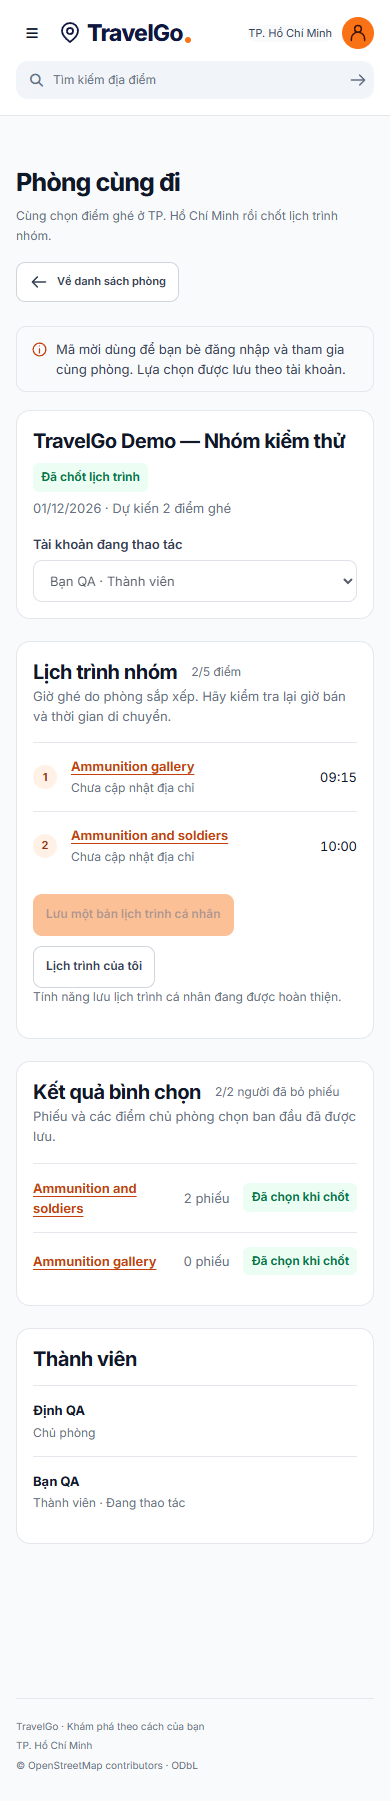 TravelGo.
TP. Hồ Chí Minh
Tìm kiếm địa điểm
Phòng cùng đi
Cùng chọn điểm ghé ở TP. Hồ Chí Minh rồi chốt lịch trình
nhóm.
Về danh sách phòng
Mã mời dùng để bạn bè đăng nhập và tham gia
cùng phòng. Lựa chọn được lưu theo tài khoản.
TravelGo Demo — Nhóm kiểm thử
Đã chốt lịch trình
01/12/2026 · Dự kiến 2 điểm ghé
Tài khoản đang thao tác
Bạn QA · Thành viên
Lịch trình nhóm 2/5 điểm
Giờ ghé do phòng sắp xếp. Hãy kiểm tra lại giờ bán
và thời gian di chuyển.
1 Ammunition gallery 09:15
Chưa cập nhật địa chỉ
2 Ammunition and soldiers 10:00
Chưa cập nhật địa chỉ
Lưu một bản lịch trình cá nhân
Lịch trình của tôi
Tính năng lưu lịch trình cá nhân đang được hoàn thiện.
Kết quả bình chọn 2/2 người đã bỏ phiếu
Phiếu và các điểm chủ phòng chọn ban đầu đã được
lưu.
Ammunition and
soldiers 2 phiếu Đã chọn khi chốt
Ammunition gallery 0 phiếu Đã chọn khi chốt
Thành viên
Định QA
Chủ phòng
Bạn QA
Thành viên · Đang thao tác
TravelGo · Khám phá theo cách của bạn
TP. Hồ Chí Minh
© OpenStreetMap contributors · ODbL